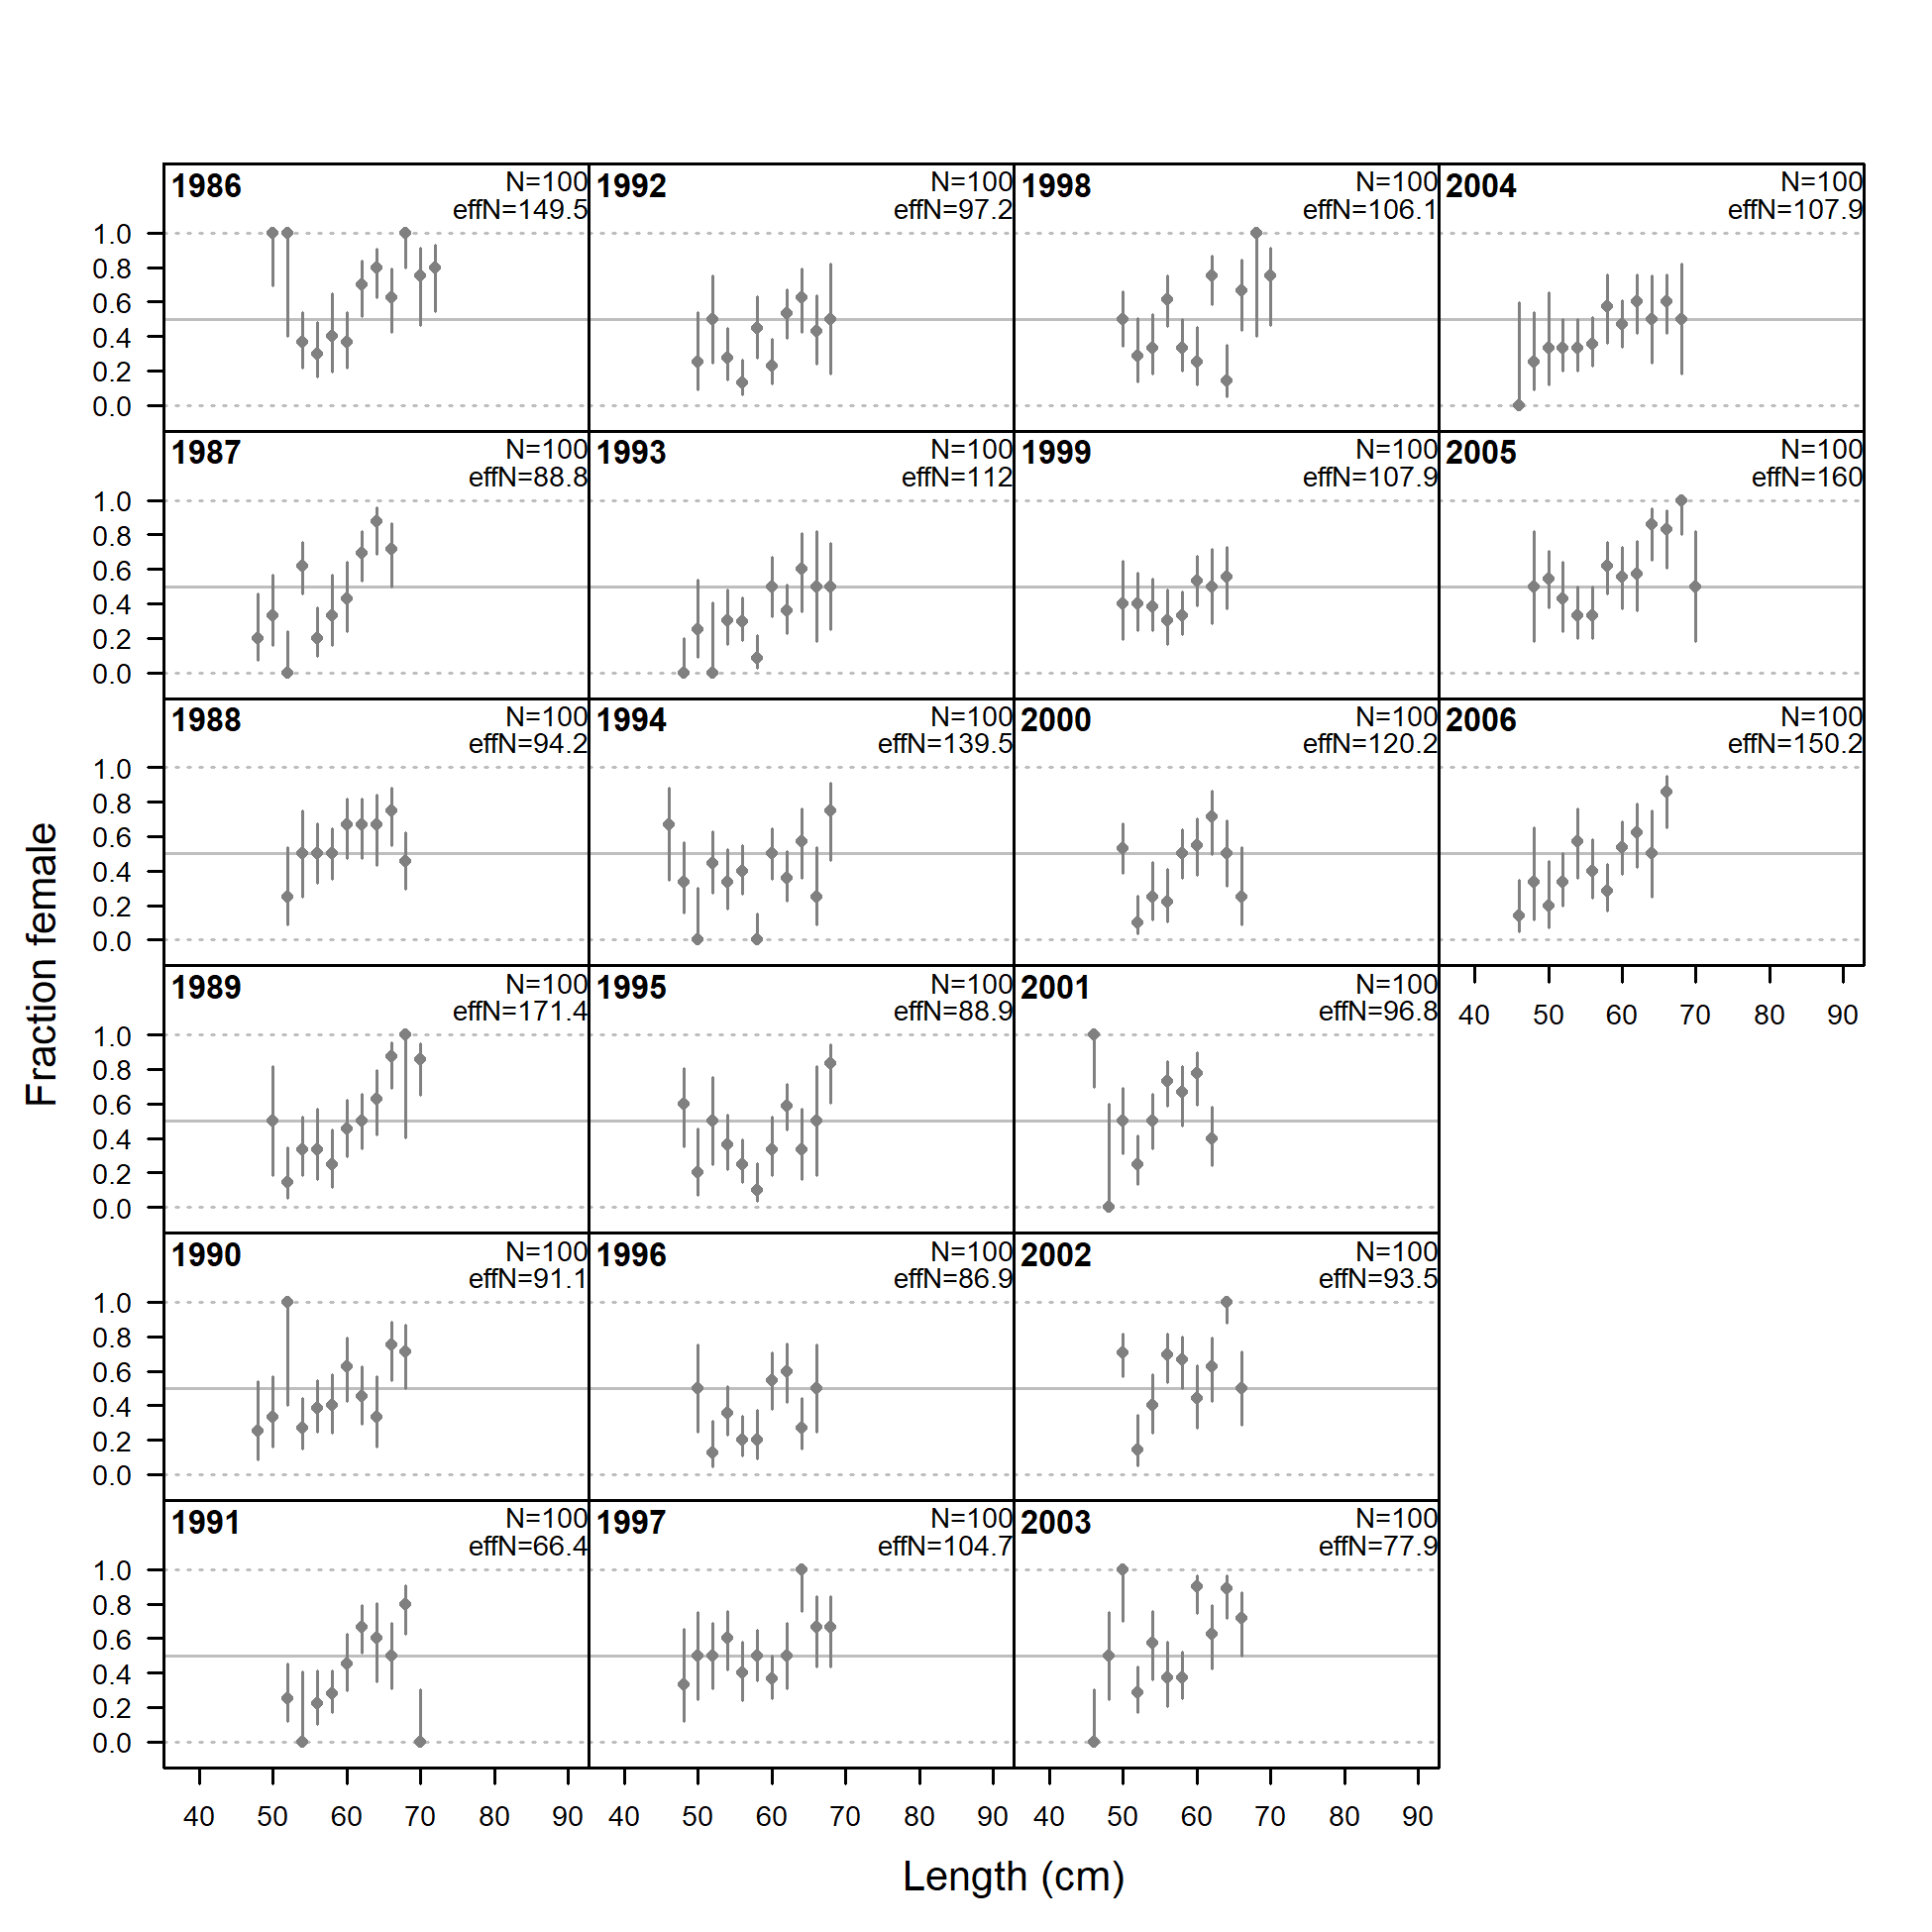 1986 N=100 1992 N=100 1998 N=100 2004 N=100
effN=149.5 effN=97.2 effN=106.1 effN=107.9
1.0
0.8
0.6
0.4
0.2
0.0
1987 N=100 1993 N=100 1999 N=100 2005 N=100
effN=88.8 effN=112 effN=107.9 effN=160
1.0
0.8
0.6
0.4
0.2
0.0
1988 N=100 1994 N=100 2000 N=100 2006 N=100
effN=94.2 effN=139.5 effN=120.2 effN=150.2
1.0
0.8
0.6
0.4
0.2
0.0
1989 N=100 1995 N=100 2001 N=100
effN=171.4 effN=88.9 effN=96.8
40 50 60 70 80 90
1.0
0.8
0.6
0.4
0.2
0.0
1990 N=100 1996 N=100 2002 N=100
effN=91.1 effN=86.9 effN=93.5
1.0
0.8
0.6
0.4
0.2
0.0
1991 N=100 1997 N=100 2003 N=100
effN=66.4 effN=104.7 effN=77.9
1.0
0.8
0.6
0.4
0.2
0.0
40 50 60 70 80 90 40 50 60 70 80 90 40 50 60 70 80 90
Length (cm)
Fraction female